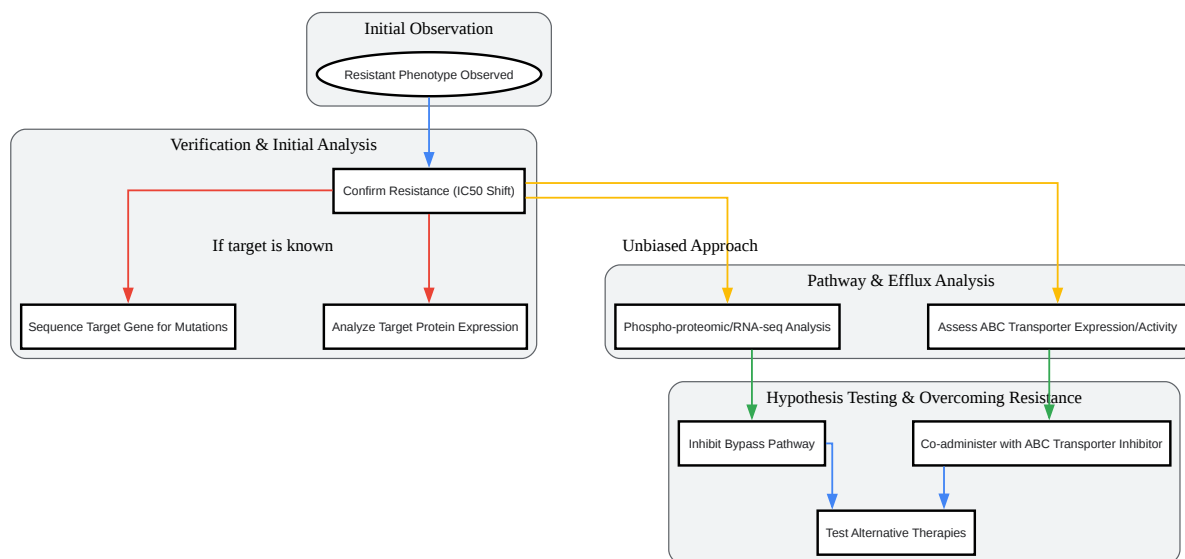 Initial Observation
Resistant Phenotype Observed
Verification & Initial Analysis
Confirm Resistance (IC50 Shift)
If target is known
Unbiased Approach
Pathway & Efflux Analysis
Sequence Target Gene for Mutations
Analyze Target Protein Expression
Phospho-proteomic/RNA-seq Analysis
Assess ABC Transporter Expression/Activity
Hypothesis Testing & Overcoming Resistance
Inhibit Bypass Pathway
Co-administer with ABC Transporter Inhibitor
Test Alternative Therapies